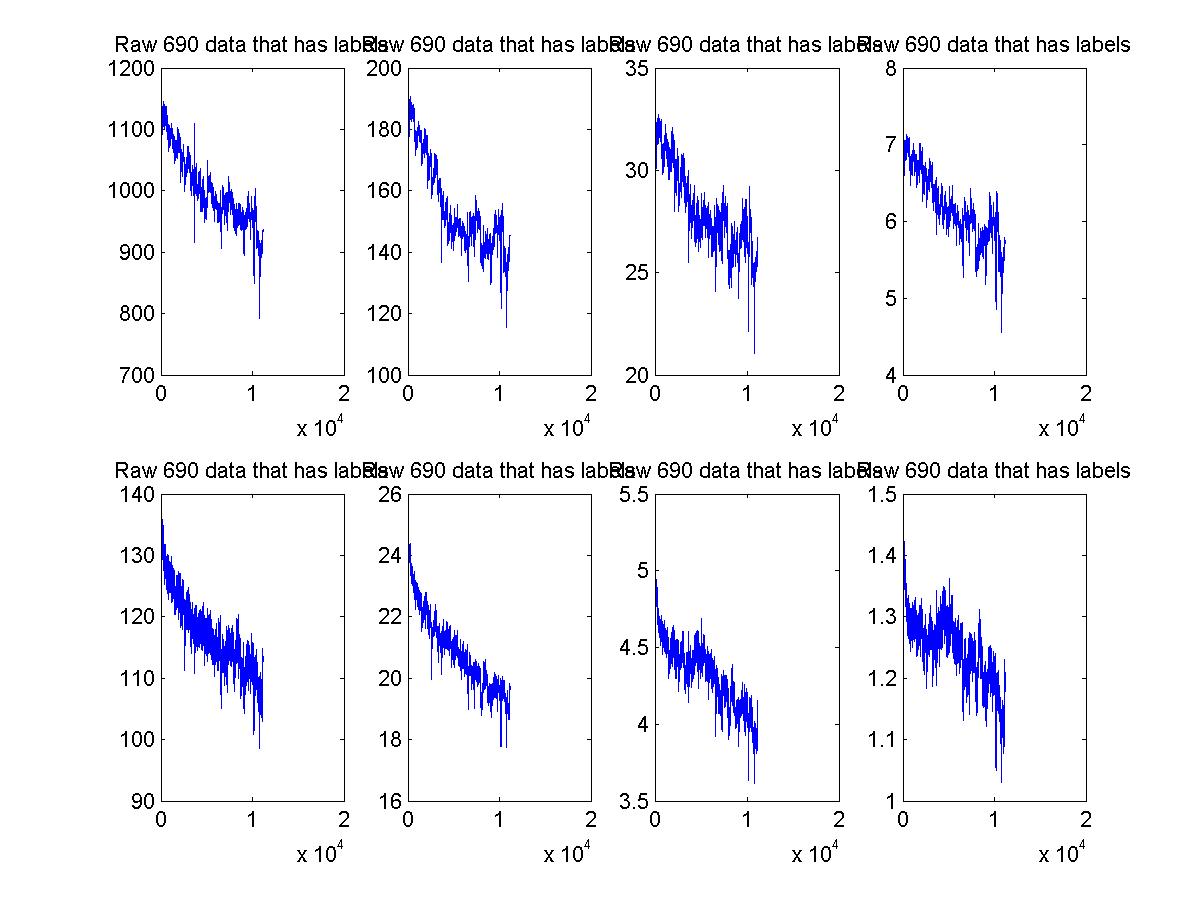 Raw 690 data that has labels Raw 690 data that has labels Raw 690 data that has labels Raw 690 data that has labels
1200 200 35 8
1100 180 7
1000 30
160 6
900 140
25 5
800 120
700 100 20 4
0 1 2 0 1 2 0 1 2 0 1 2
x 10^4 x 10^4 x 10^4 x 10^4
Raw 690 data that has labels Raw 690 data that has labels Raw 690 data that has labels Raw 690 data that has labels
140 26 5.5 1.5
130 24 5 1.4
120 22 4.5 1.3
110 20 1.2
100 18 4 1.1
90 16 3.5 1
0 1 2 0 1 2 0 1 2 0 1 2
x 10^4 x 10^4 x 10^4 x 10^4